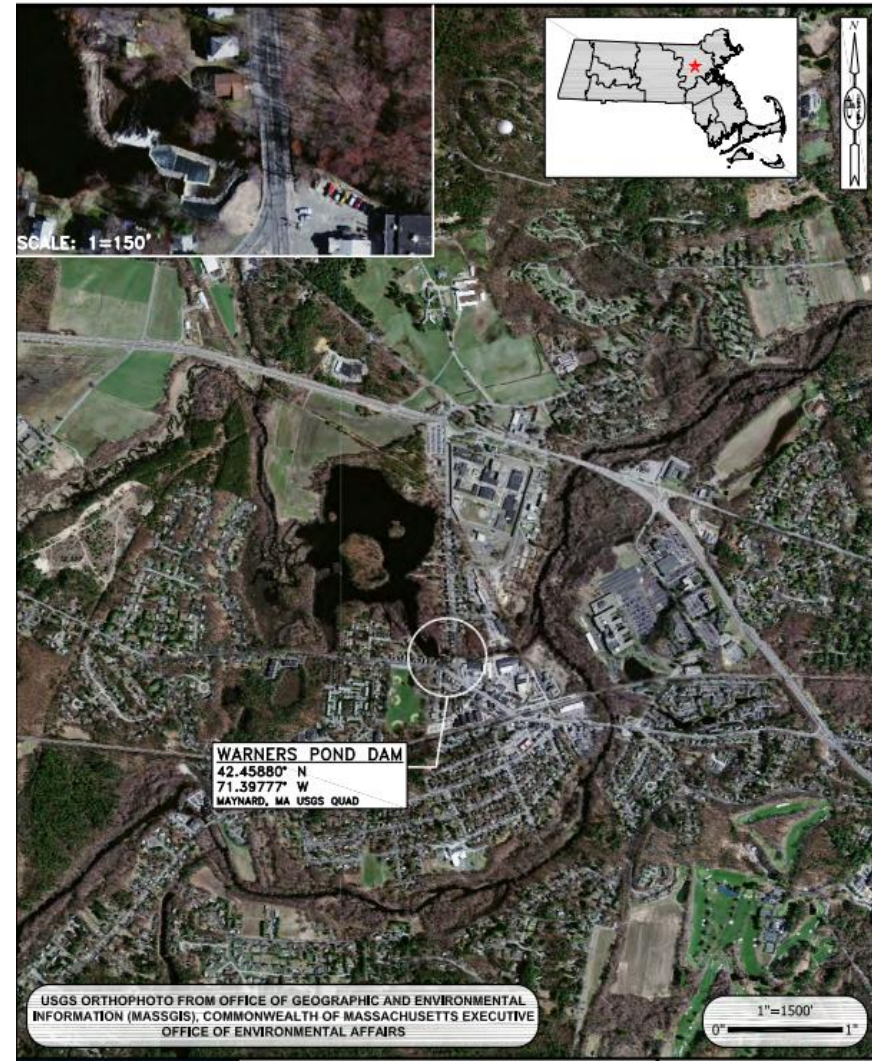 SCALE: 1=150'
N
WARNERS POND DAM
42.45880° N
71.39777° W
MAYNARD, MA USGS QUAD
USGS ORTHOPHOTO FROM OFFICE OF GEOGRAPHIC AND ENVIRONMENTAL
INFORMATION (MASSGIS), COMMONWEALTH OF MASSACHUSETTS EXECUTIVE
OFFICE OF ENVIRONMENTAL AFFAIRS
1"=1500'
0" 1"